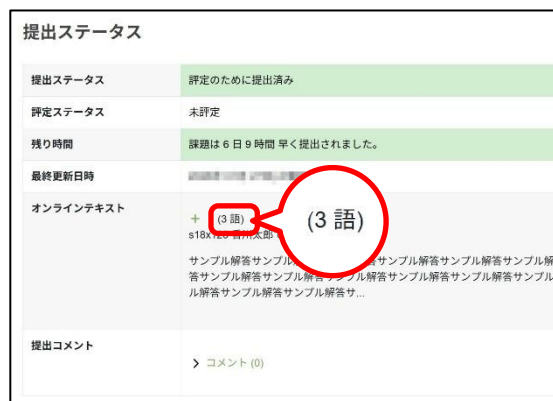 提出ステータス
提出ステータス 評定のために提出済み
評定ステータス 未評定
残り時間 課題は 6 日 9 時間 早く提出されました。
最終更新日時
オンラインテキスト
+ (3 語)
(3 語)
太郎
サンプル解答サンプル サンプル解答サンプル解答サンプル解
答サンプル解答サンプル解答サンプル解答サンプル解答サンプル解答サンプル
ル解答サンプル解答サンプル解答サ...
提出コメント
コメント (0)